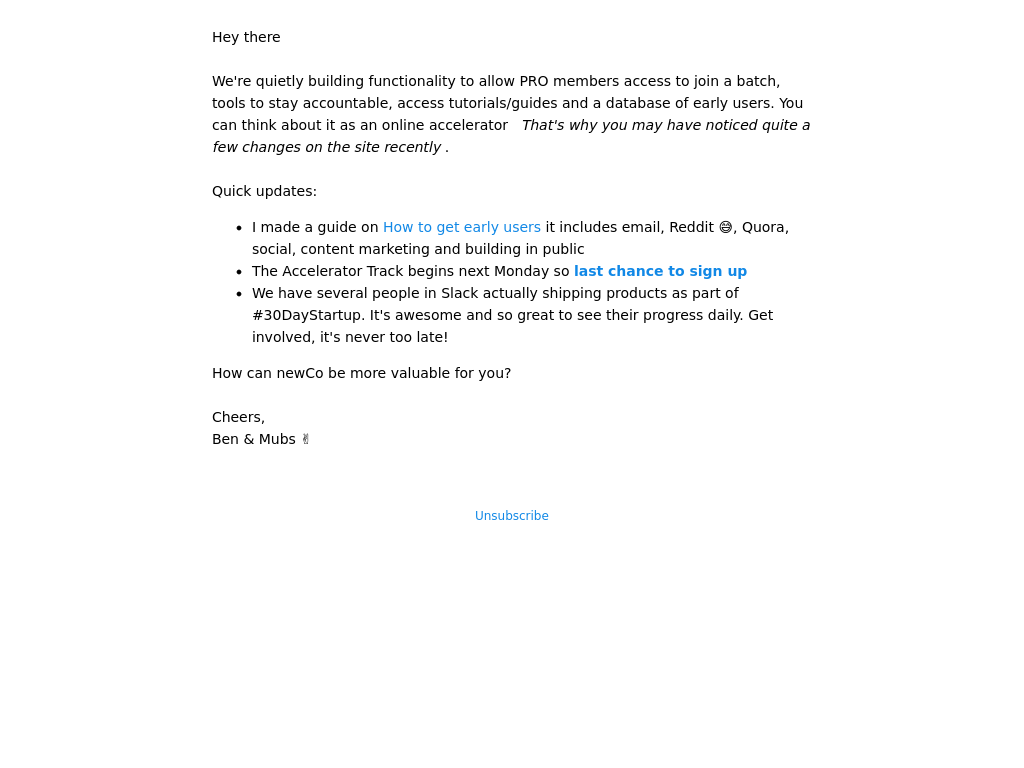 Hey there
We're quietly building functionality to allow PRO members access to join a batch,
tools to stay accountable, access tutorials/guides and a database of early users. You
can think about it as an online accelerator That's why you may have noticed quite a
few changes on the site recently .
Quick updates:
• I made a guide on How to get early users it includes email, Reddit 😅, Quora,
social, content marketing and building in public
• The Accelerator Track begins next Monday so last chance to sign up
• We have several people in Slack actually shipping products as part of
#30DayStartup. It's awesome and so great to see their progress daily. Get
involved, it's never too late!
How can newCo be more valuable for you?
Cheers,
Ben & Mubs ✌
Unsubscribe